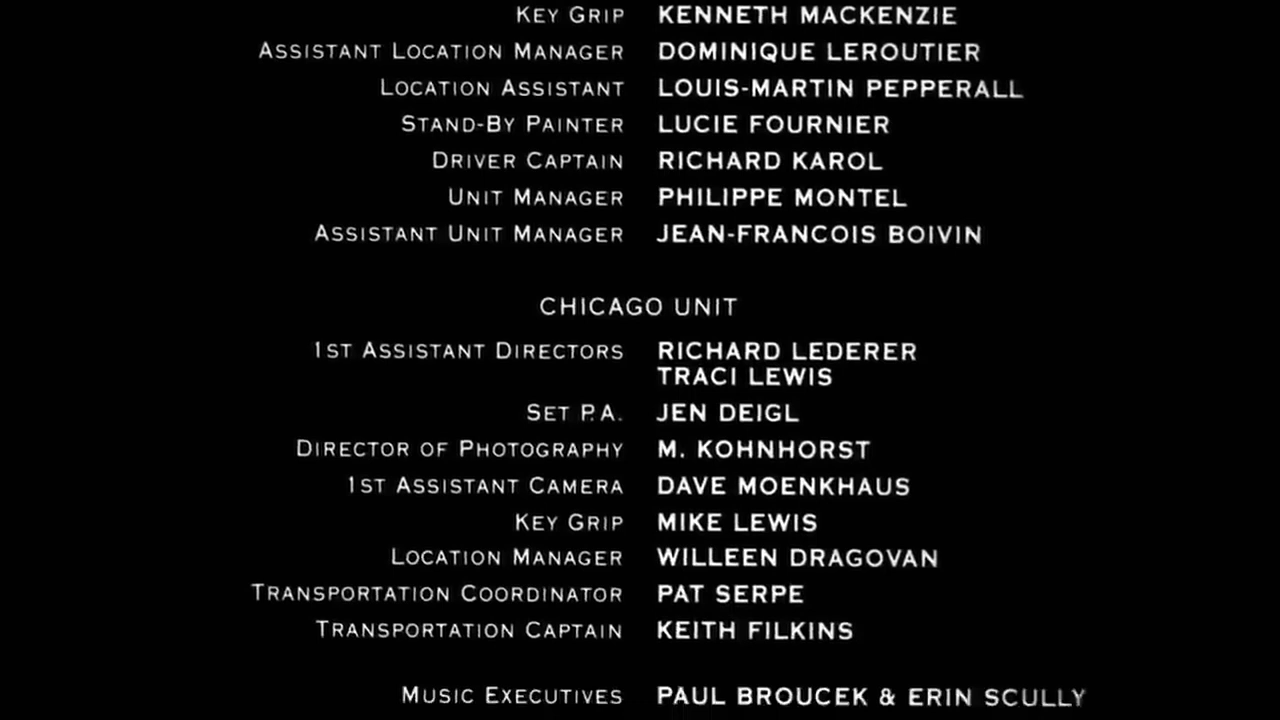 Key Grip KENNETH MACKENZIE
Assistant Location Manager DOMINIQUE LEROUTIER
Location Assistant LOUIS-MARTIN PEPPERALL
Stand-By Painter LUCIE FOURNIER
Driver Captain RICHARD KAROL
Unit Manager PHILIPPE MONTEL
Assistant Unit Manager JEAN-FRANCOIS BOIVIN
CHICAGO UNIT
1st Assistant Directors RICHARD LEDERER
TRACI LEWIS
Set P.A. JEN DEIGL
Director of Photography M. KOHNHORST
1st Assistant Camera DAVE MOENKHAUS
Key Grip MIKE LEWIS
Location Manager WILLEEN DRAGOVAN
Transportation Coordinator PAT SERPE
Transportation Captain KEITH FILKINS
Music Executives PAUL BROUCEK & ERIN SCULLY